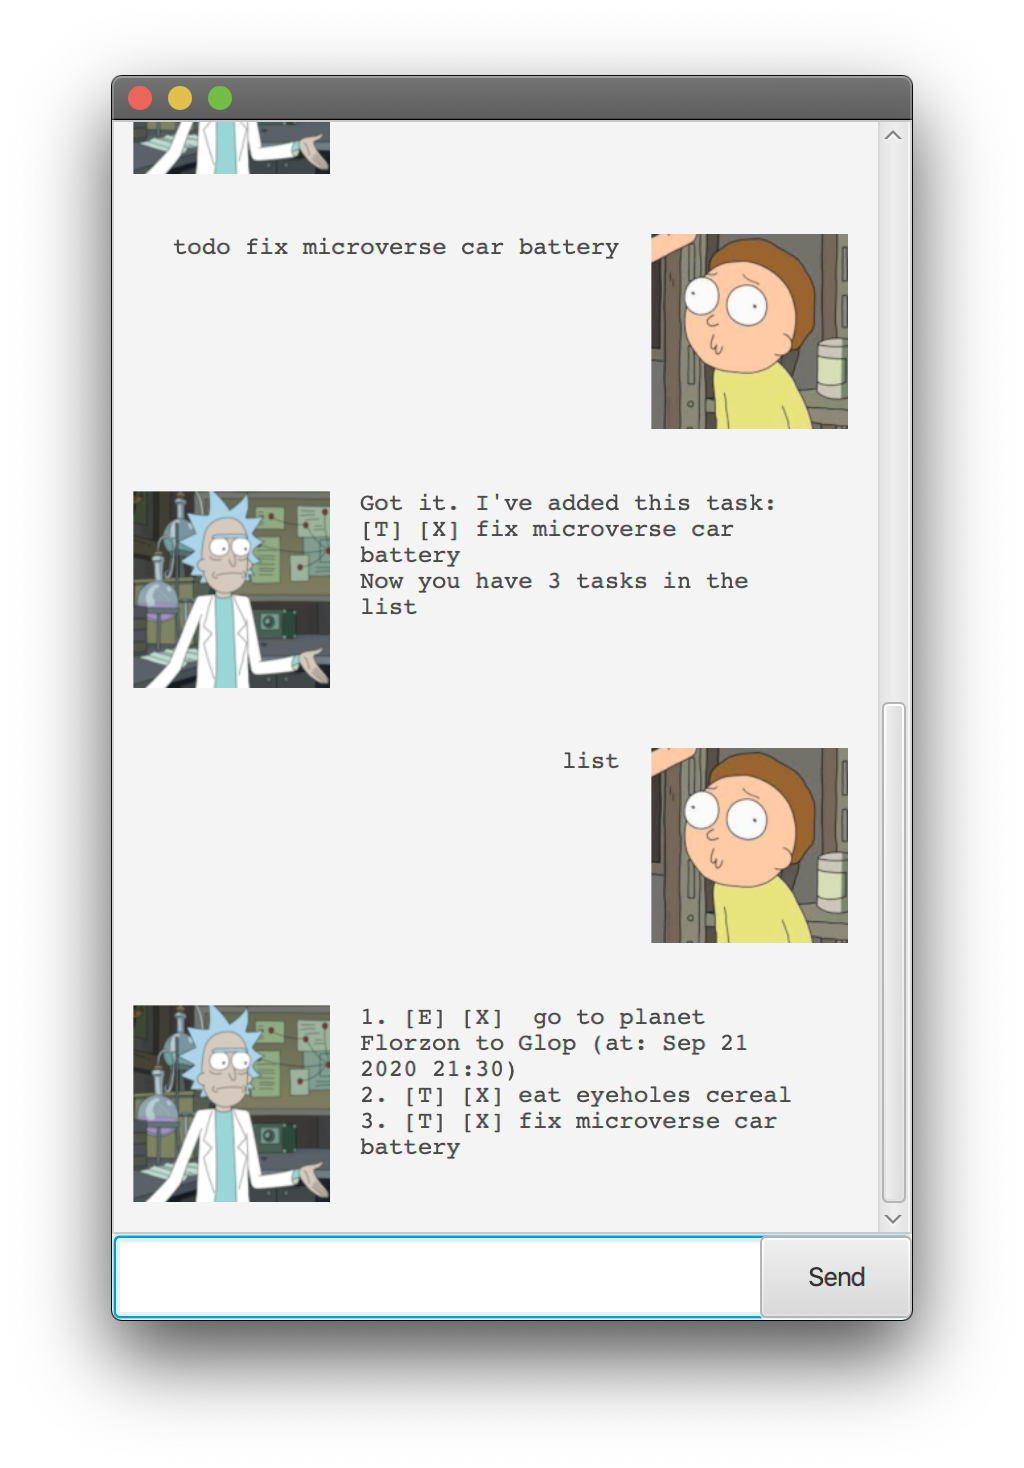 todo fix microverse car battery
Got it. I've added this task:
[T] [X] fix microverse car
battery
Now you have 3 tasks in the
list
list
1. [E] [X]  go to planet
Florzon to Glop (at: Sep 21
2020 21:30)
2. [T] [X] eat eyeholes cereal
3. [T] [X] fix microverse car
battery
Send